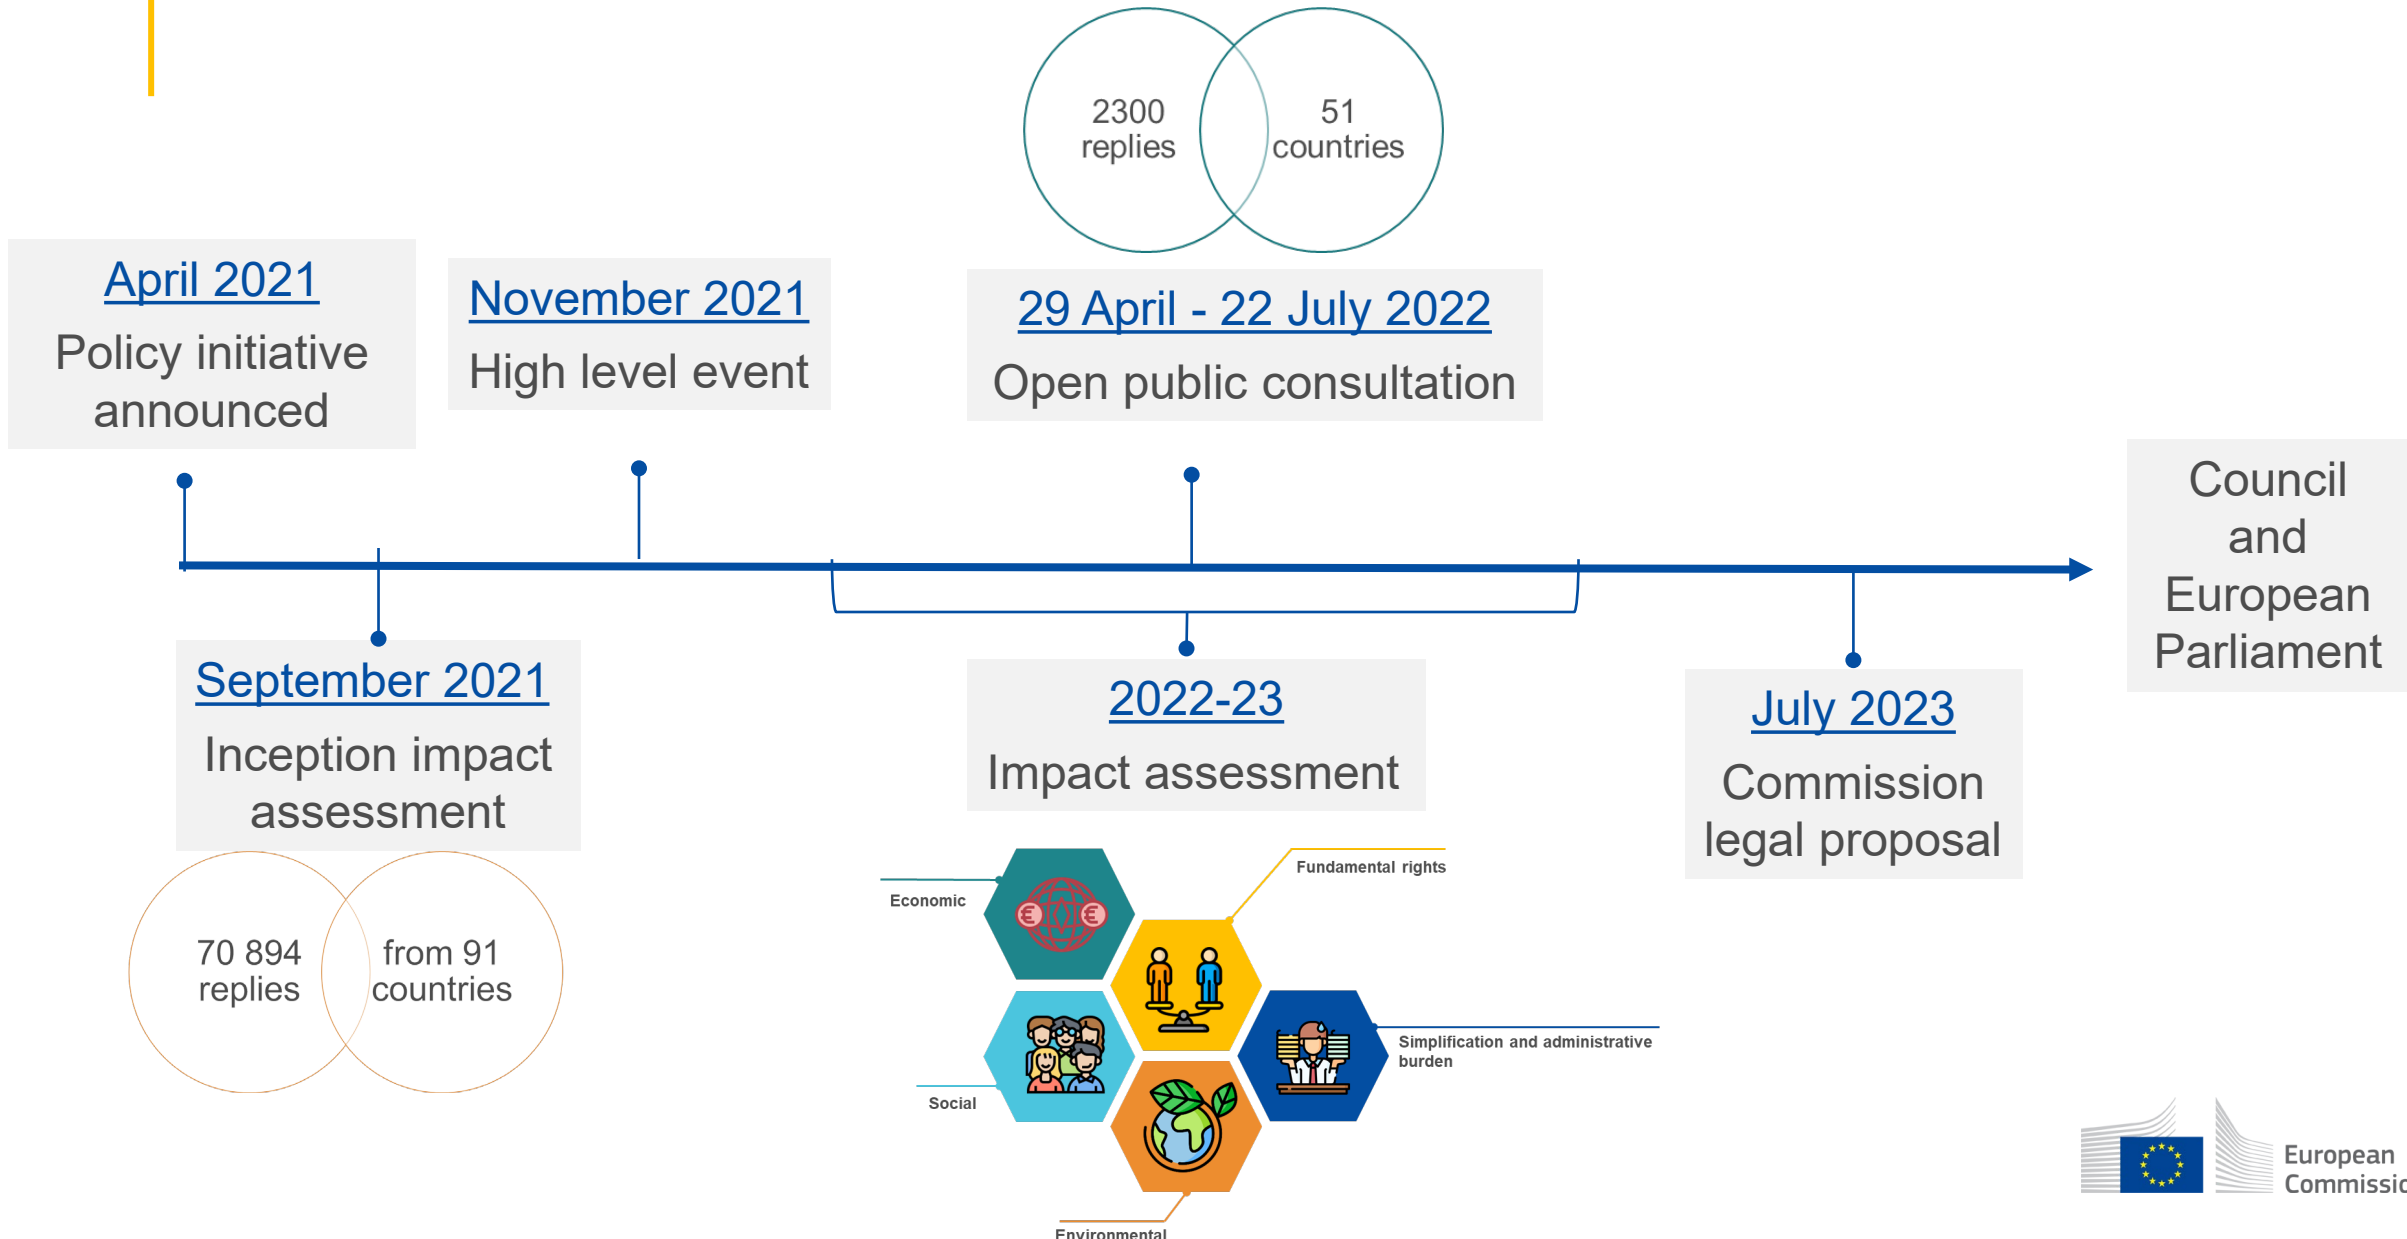 2300
replies
51
countries
April 2021
Policy initiative
announced
November 2021
High level event
29 April - 22 July 2022
Open public consultation
Council
and
European
Parliament
September 2021
Inception impact
assessment
70 894
replies
from 91
countries
2022-23
Impact assessment
July 2023
Commission
legal proposal
Economic
Fundamental rights
Social
Simplification and administrative
burden
Environmental
European
Commissio